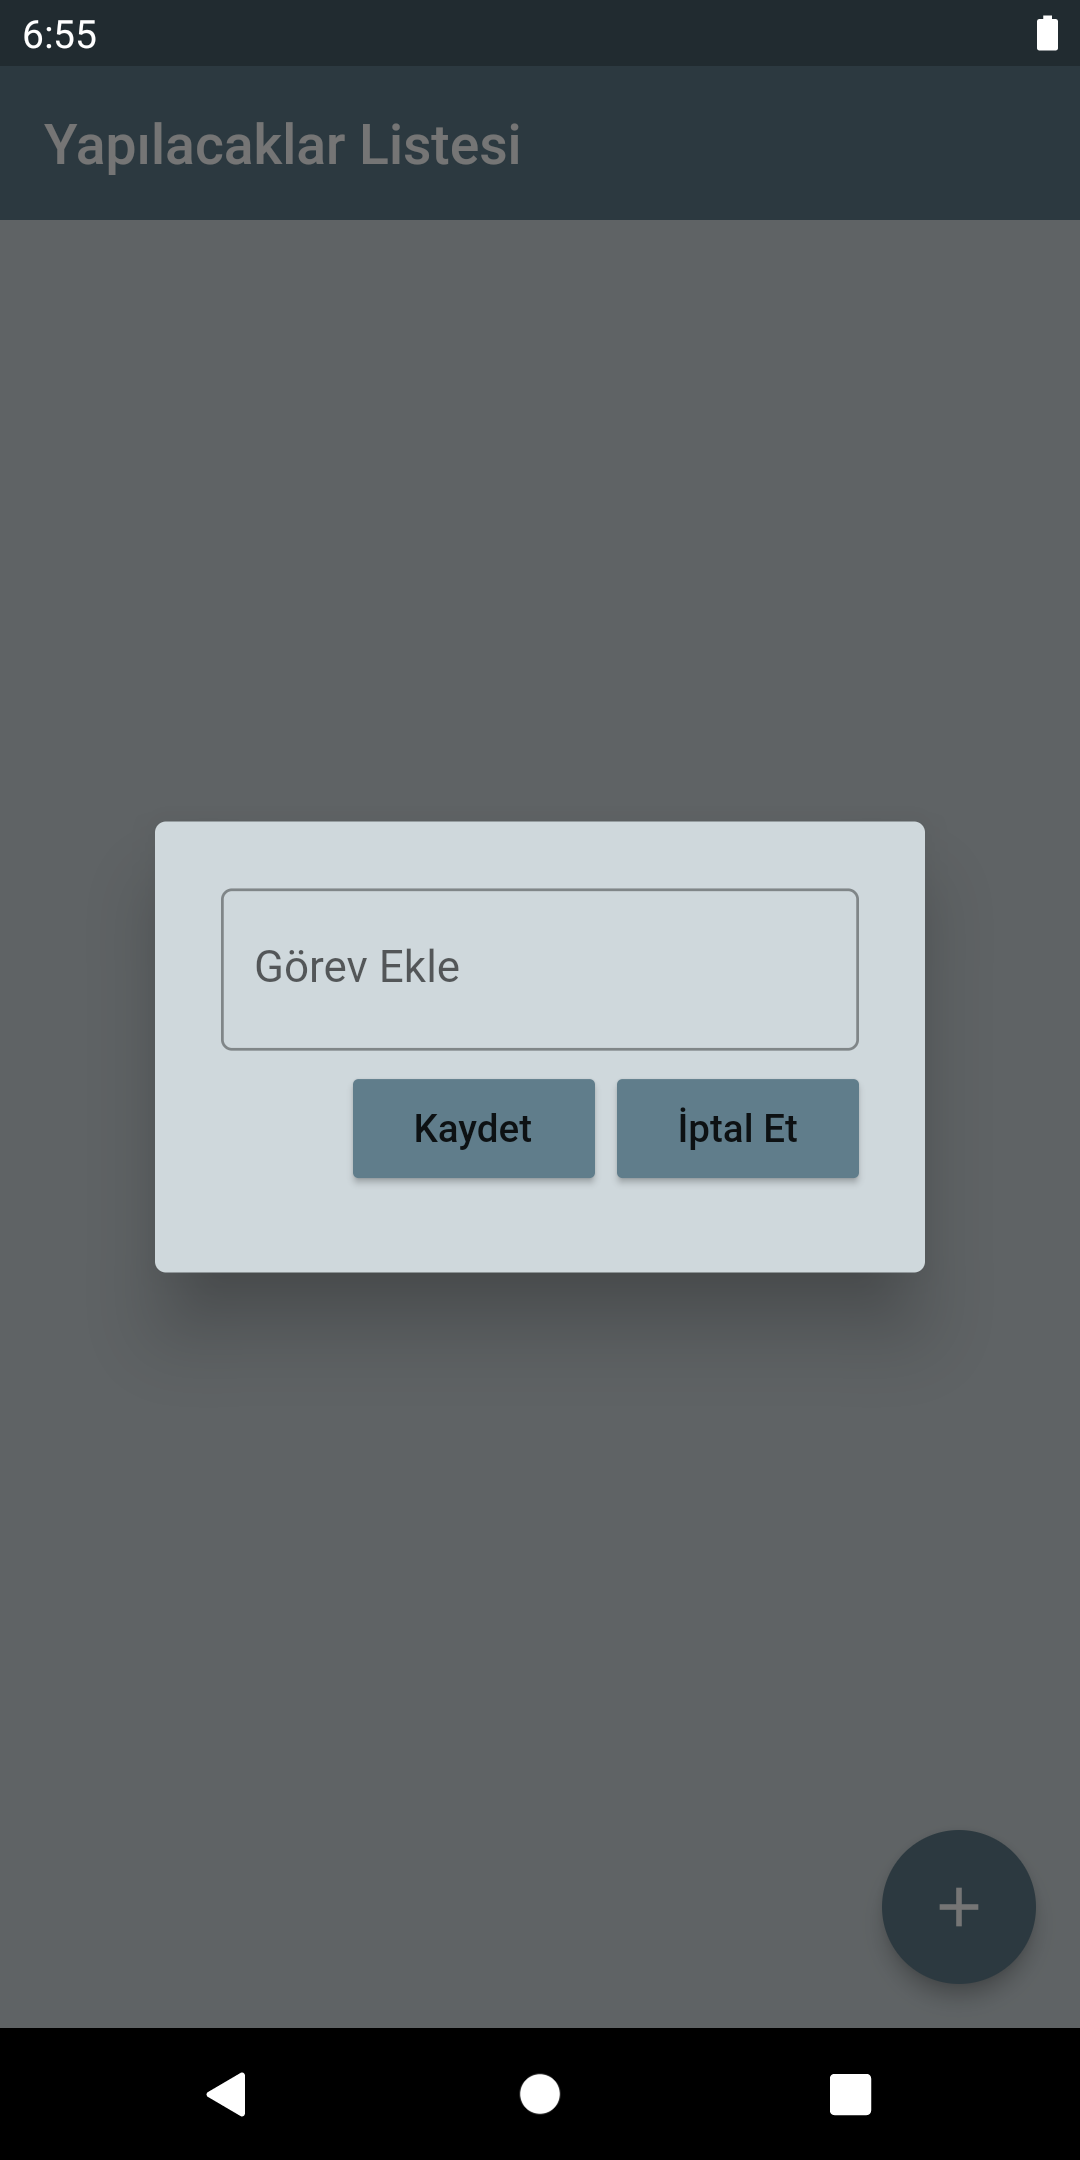 6:55
Yapılacaklar Listesi
Görev Ekle
Kaydet İptal Et